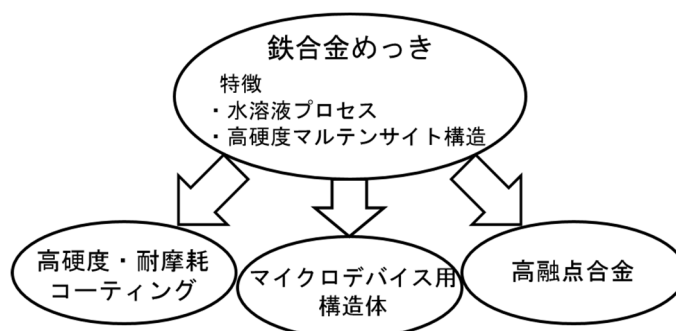 鉄合金めっき
特徴
・水溶液プロセス
・高硬度マルテンサイト構造
高硬度・耐摩耗
コーティング
マイクロデバイス用
構造体
高融点合金